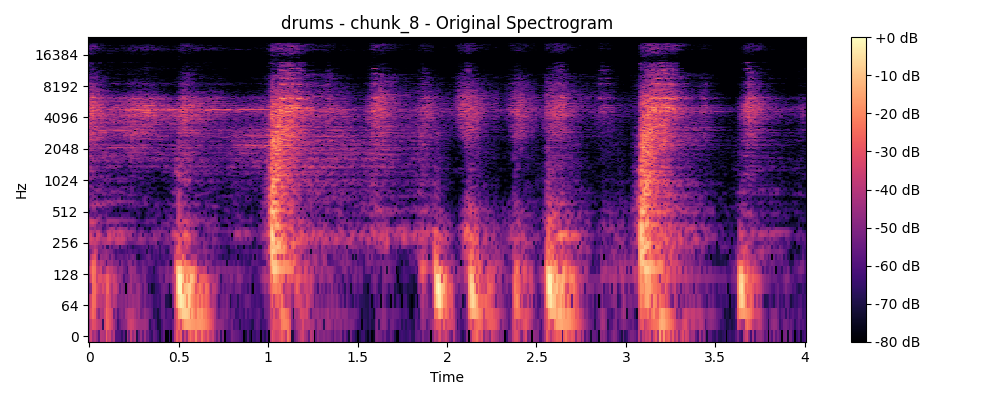 drums - chunk_8 - Original Spectrogram
16384
8192
4096
2048
1024
512
256
128
64
0
Hz
0 0.5 1 1.5 2 2.5 3 3.5 4
Time
+0 dB
-10 dB
-20 dB
-30 dB
-40 dB
-50 dB
-60 dB
-70 dB
-80 dB